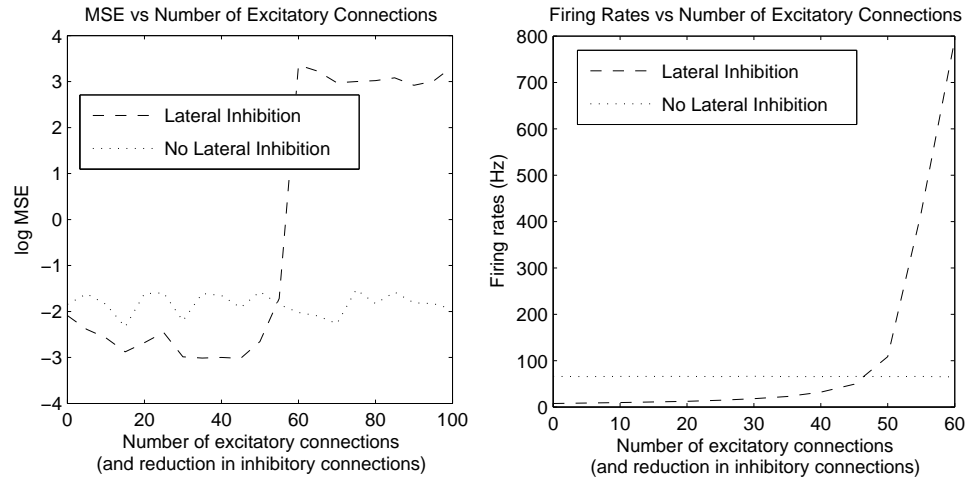 MSE vs Number of Excitatory Connections
4
3
2
1
0
−1
−2
−3
−4
log MSE
Lateral Inhibition
No Lateral Inhibition
0
20
40
60
80
100
Number of excitatory connections
(and reduction in inhibitory connections)
Firing Rates vs Number of Excitatory Connections
800
700
600
500
400
300
200
100
0
Firing rates (Hz)
Lateral Inhibition
No Lateral Inhibition
0
10
20
30
40
50
60
Number of excitatory connections
(and reduction in inhibitory connections)